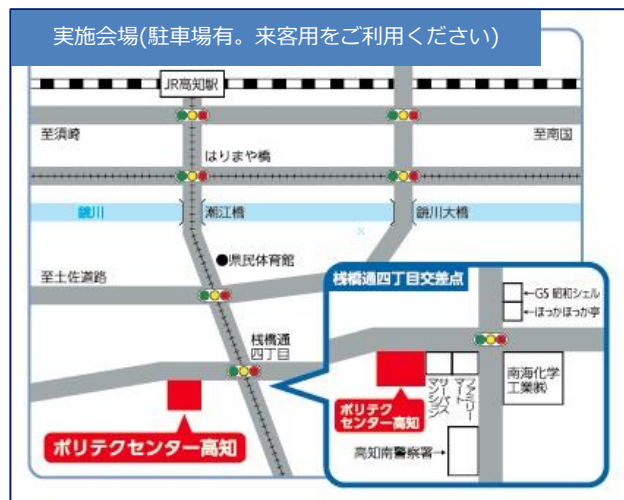 実施会場(駐車場有。来客用をご利用ください)
JR高知駅
至須崎
至南国
はりまや橋
鏡川
潮江橋
鏡川大橋
●県民体育館
至土佐道路
桟橋通
四丁目
ポリテクセンター高知
桟橋通四丁目交差点
←GS 昭和シェル
←ほっかほっか亭
ファミリー
マート
サーパス
マンション
南海化学
工業㈱
ポリテク
センター高知
高知南警察署→